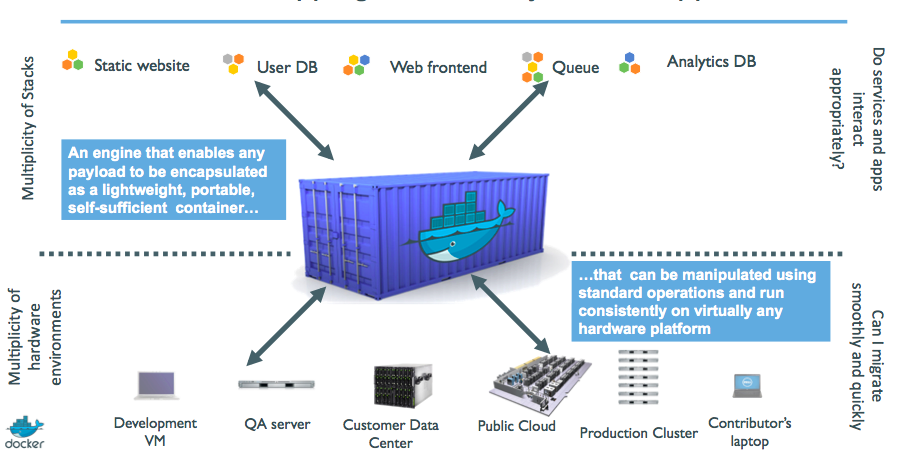 Static website
User DB
Web frontend
Queue
Analytics DB
Multiplicity of Stacks
Do services and apps
interact
appropriately?
An engine that enables any
payload to be encapsulated
as a lightweight, portable,
self-sufficient container…
…that can be manipulated using
standard operations and run
consistently on virtually any
hardware platform
Multiplicity of
hardware
environments
Can I migrate
smoothly and quickly
Development
VM
QA server
Customer Data
Center
Public Cloud
Production Cluster
Contributor's
laptop
docker